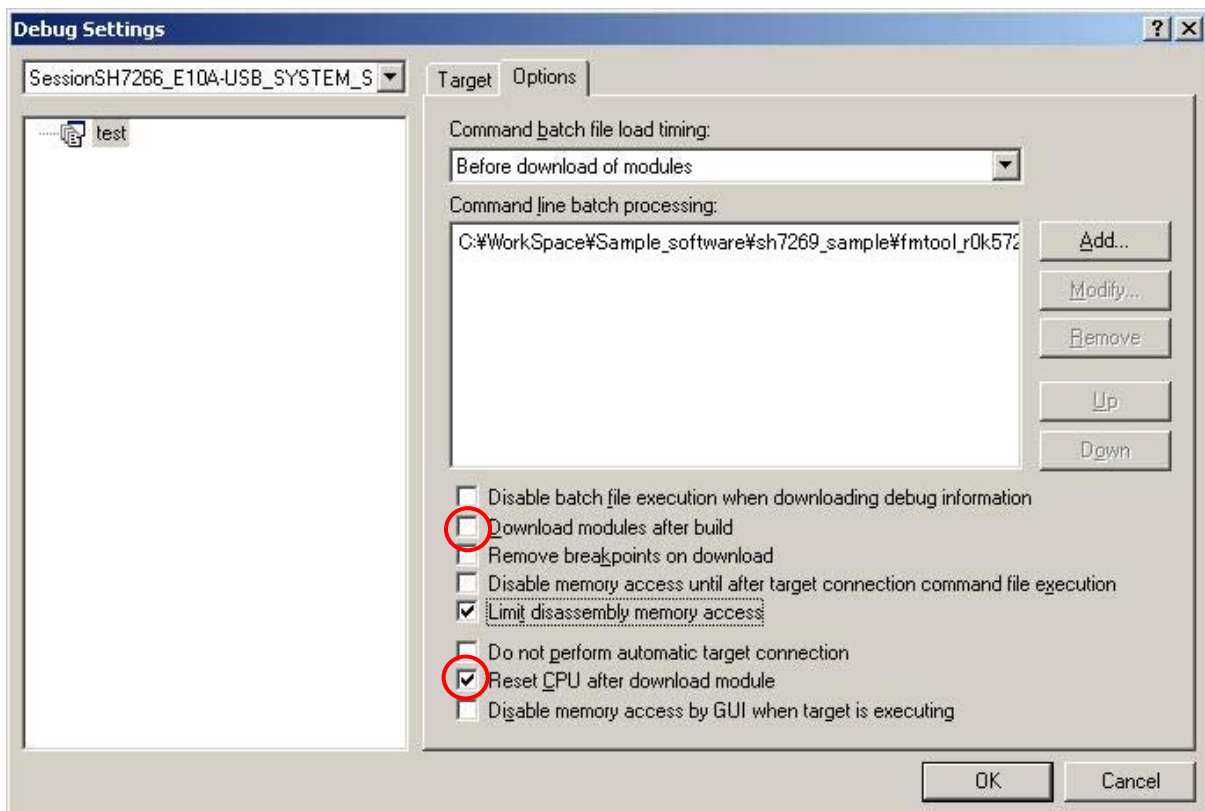 Debug Settings
SessionSH7266_E10A-USB_SYSTEM_S
test
Target
Options
Command batch file load timing:
Before download of modules
Command line batch processing:
C:¥WorkSpace¥Sample_software¥sh7269_sample¥fmtool_r0k572
Add...
Modify...
Remove
Up
Down
Disable batch file execution when downloading debug information
Download modules after build
Remove breakpoints on download
Disable memory access until after target connection command file execution
Limit disassembly memory access
Do not perform automatic target connection
Reset CPU after download module
Disable memory access by GUI when target is executing
OK
Cancel